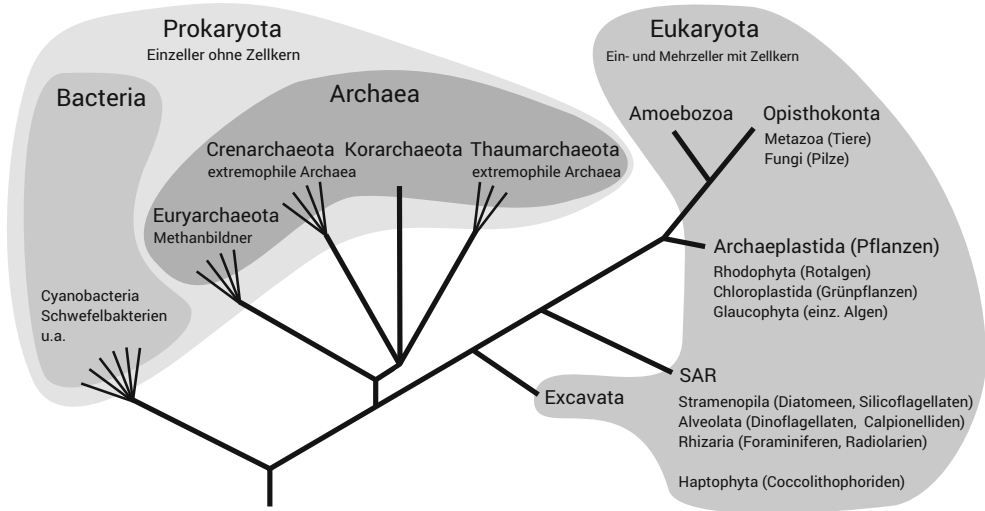 Prokaryota
Einzeller ohne Zellkern
Bacteria
Archaea
Crenarchaeota
extremophile Archaea
Korarchaeota
Thaumarchaeota
extremophile Archaea
Euryarchaeota
Methanbildner
Cyanobacteria
Schwefelbakterien
u.a.
Eukaryota
Ein- und Mehrzeller mit Zellkern
Amoebozoa
Opisthokonta
Metazoa (Tiere)
Fungi (Pilze)
Archaeplastida (Pflanzen)
Rhodophyta (Rotalgen)
Chloroplastida (Grünpflanzen)
Glaucophyta (einz. Algen)
Excavata
SAR
Stramenopila (Diatomeen, Silicoflagellaten)
Alveolata (Dinoflagellaten, Calpionelliden)
Rhizaria (Foraminiferen, Radiolarien)
Haptophyta (Coccolithophoriden)